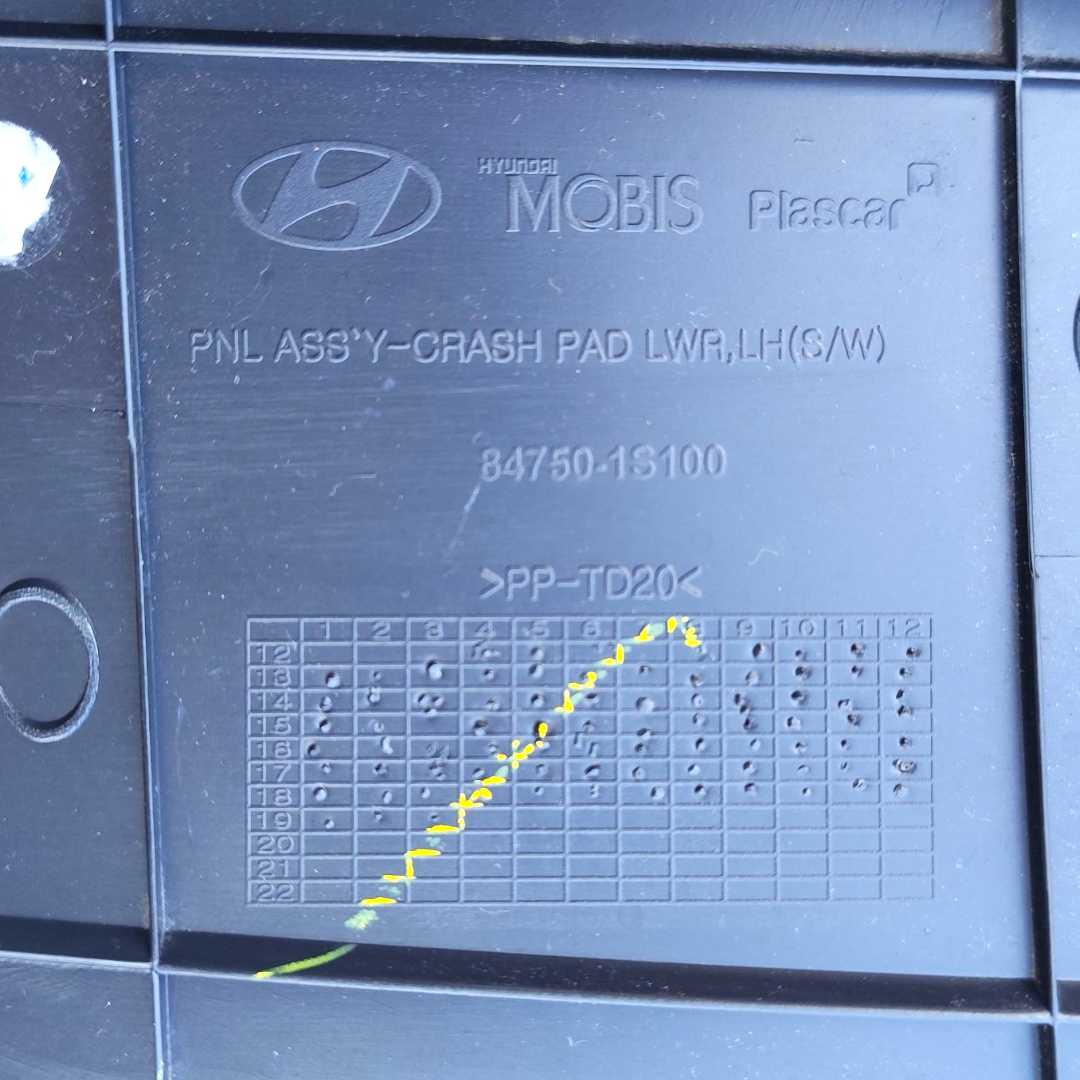 HYUNDAI
MOBIS Plascar
PNL ASS'Y-CRASH PAD LWR,LH(S/W)
84750-1S100
>PP-TD20<
1 2 3 4 5 6 8 9 10 11 12
12
13
14
15
16
17
18
19
20
21
22